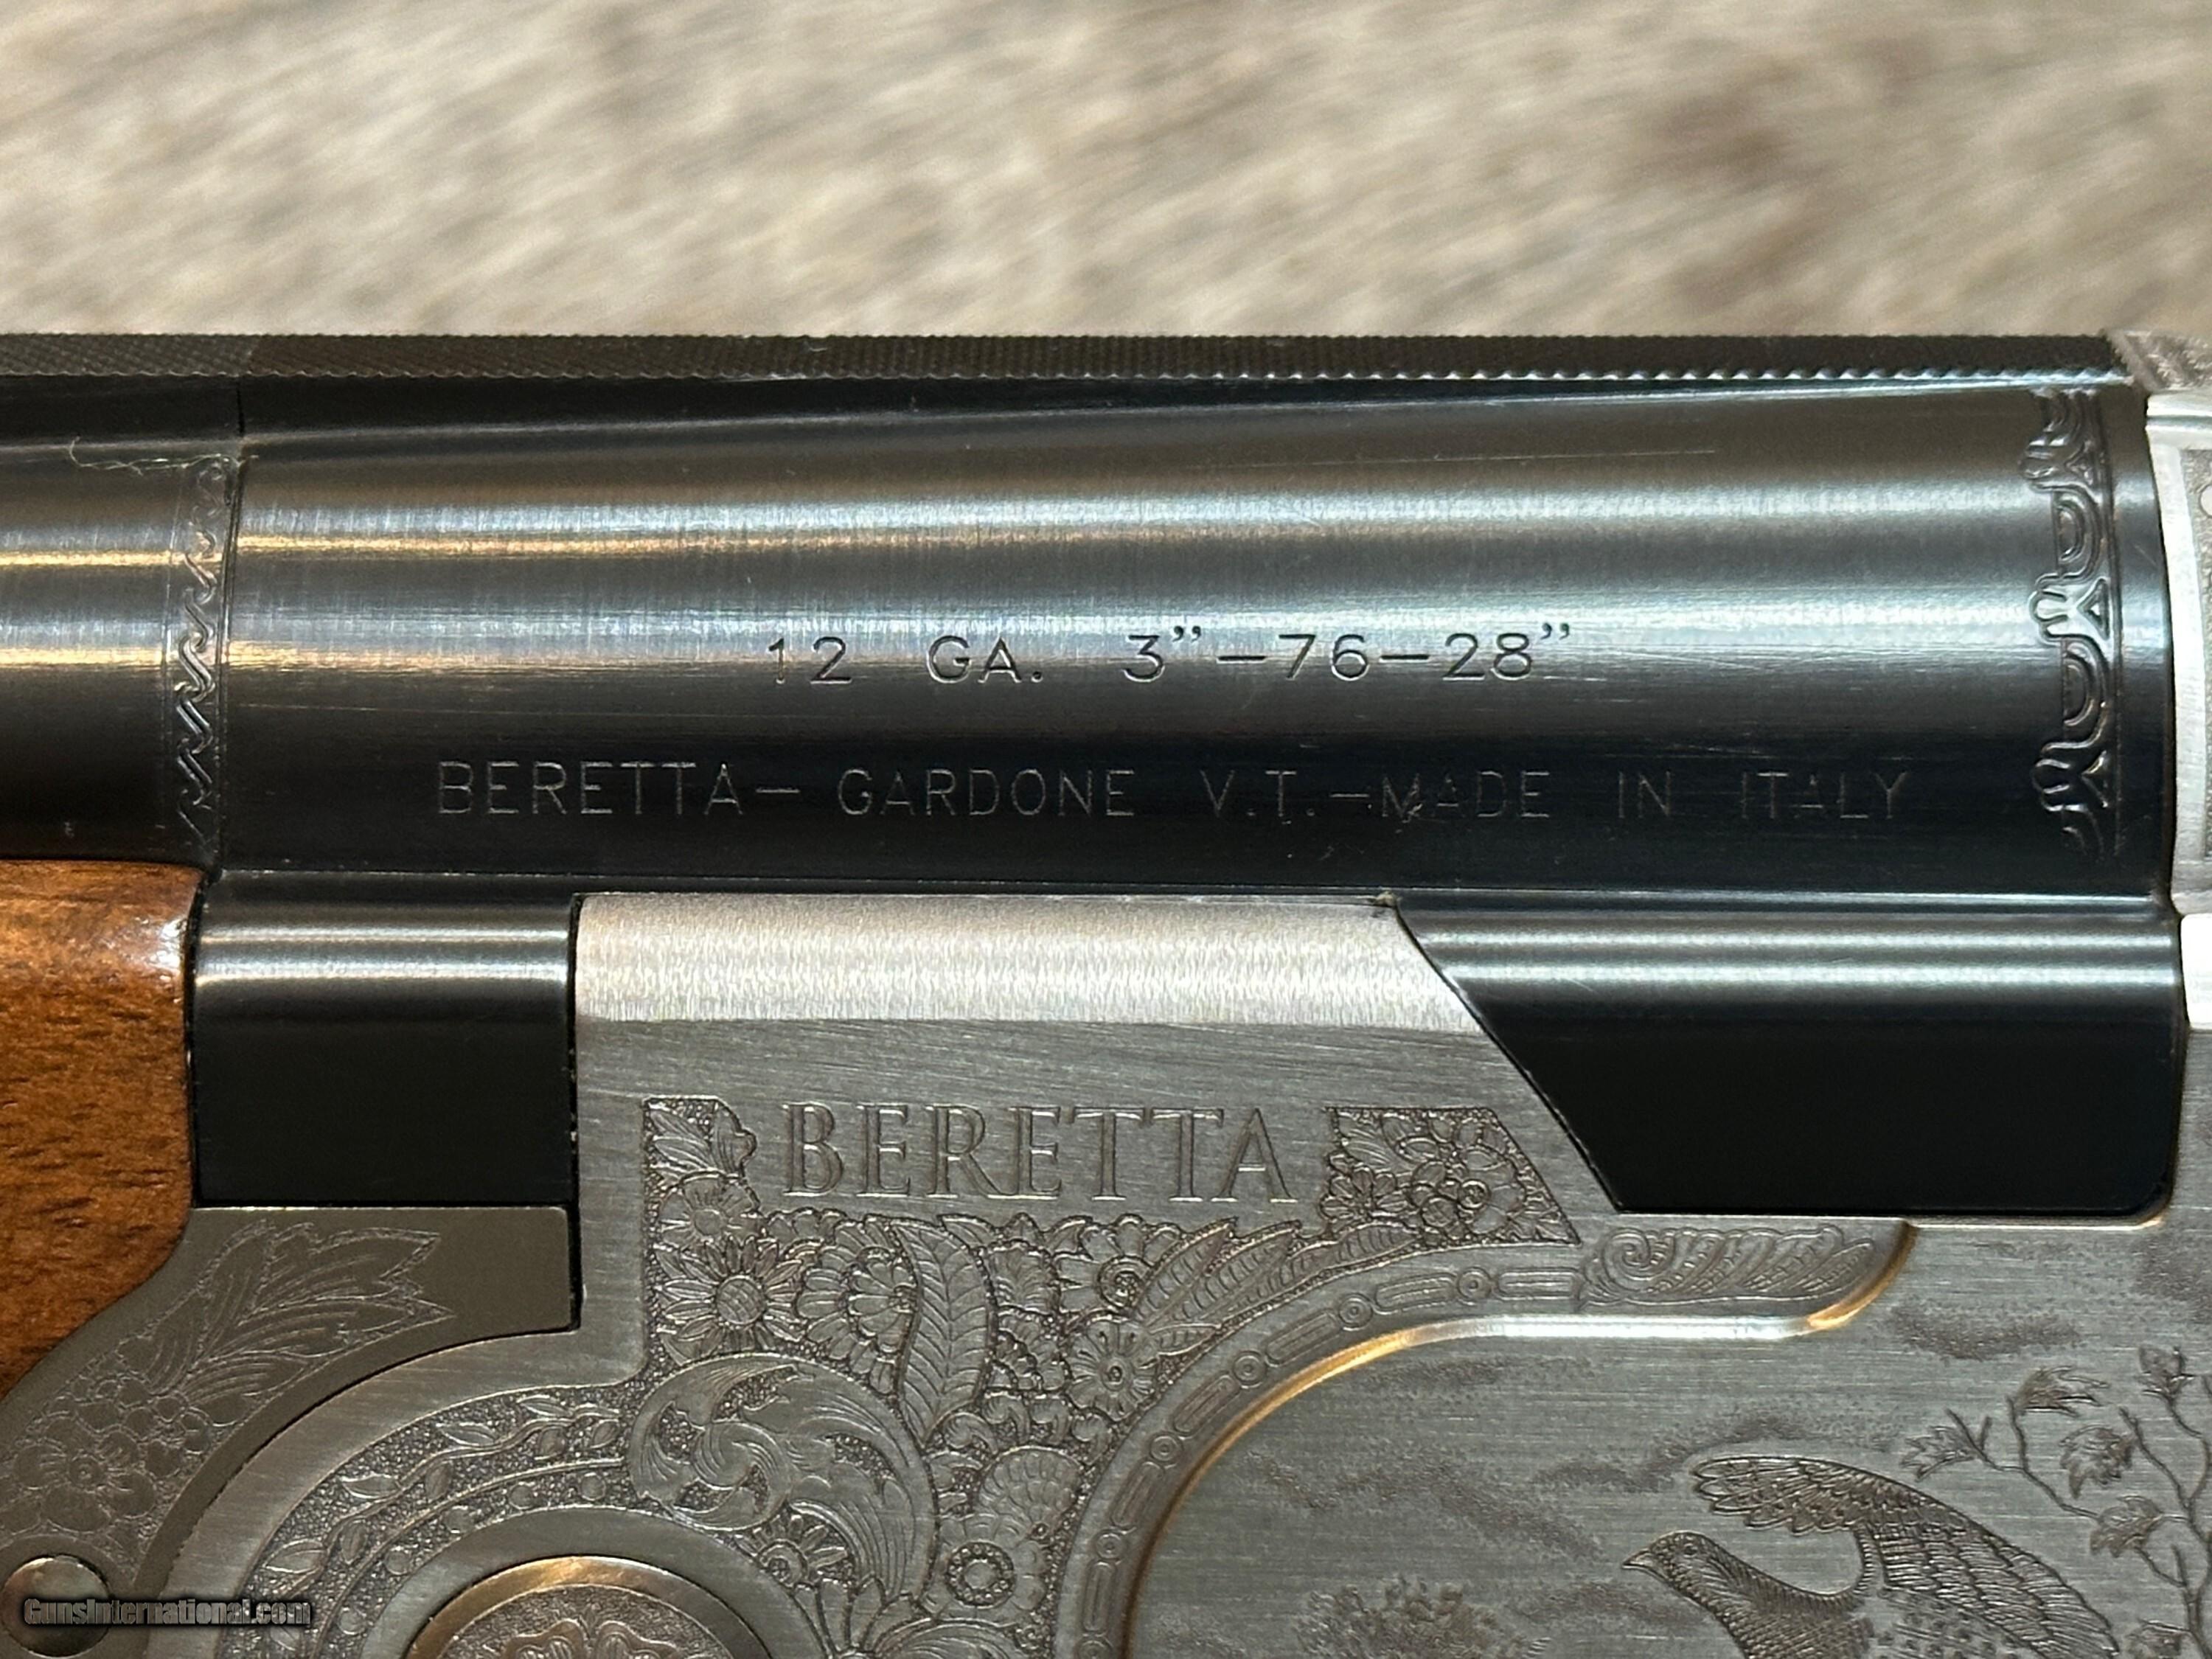 12 GA. 3"-76-28"
BERETTA- GARDONE V.T.-MADE IN ITALY
BERETTA
GunsInternational.com